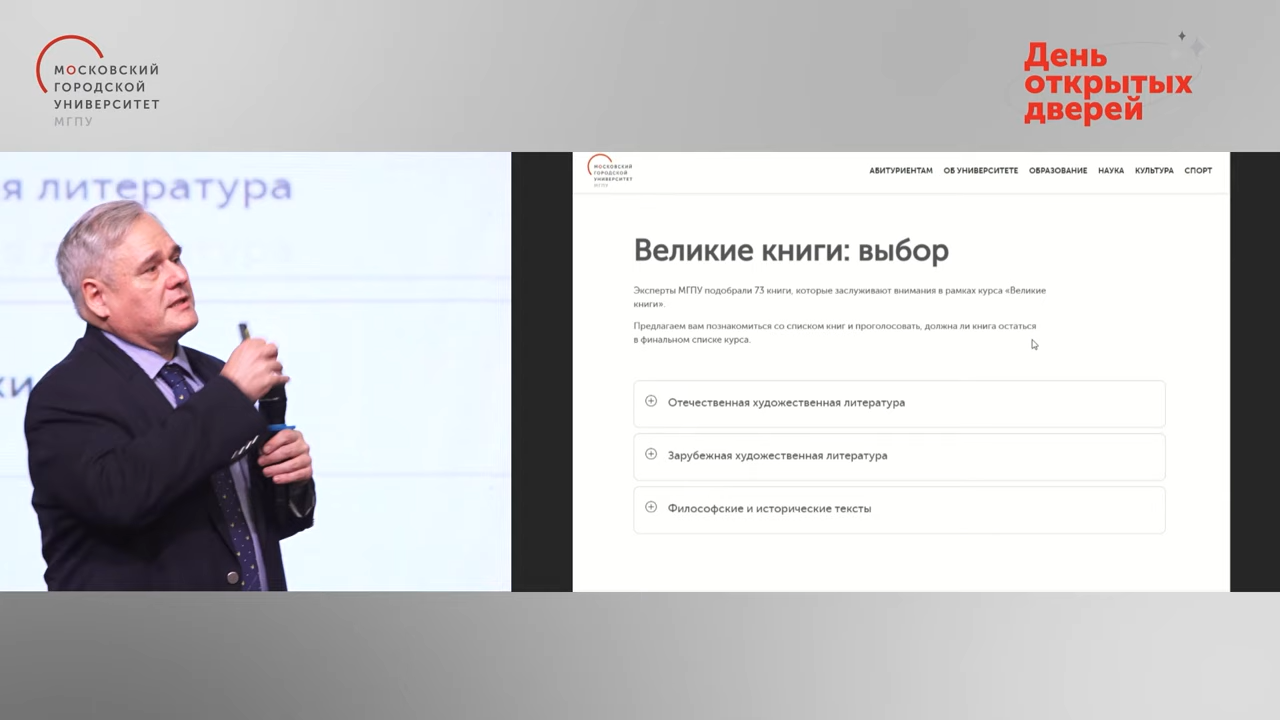 МОСКОВСКИЙ
ГОРОДСКОЙ
УНИВЕРСИТЕТ
МГПУ
День
открытых
дверей
я литература
ки
МОСКОВСКИЙ
ГОРОДСКОЙ
УНИВЕРСИТЕТ
МГПУ
АБИТУРИЕНТАМ ОБ УНИВЕРСИТЕТЕ ОБРАЗОВАНИЕ НАУКА КУЛЬТУРА СПОРТ
Великие книги: выбор
Эксперты МГПУ подобрали 73 книги, которые заслуживают внимания в рамках курса «Великие
книги».
Предлагаем вам познакомиться со списком книг и проголосовать, должна ли книга остаться
в финальном списке курса.
Отечественная художественная литература
Зарубежная художественная литература
Философские и исторические тексты